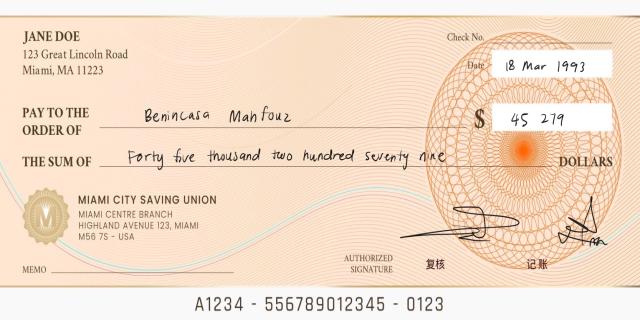 JANE DOE
123 Great Lincoln Road
Miami, MA 11223
Check No.
Date 18 Mar 1993
PAY TO THE
ORDER OF Benincasa Mahfouz
$ 45 279
THE SUM OF Forty five thousand two hundred seventy nine DOLLARS
MIAMI CITY SAVING UNION
MIAMI CENTRE BRANCH
HIGHLAND AVENUE 123, MIAMI
M56 7S - USA
MEMO
AUTHORIZED
SIGNATURE
复核 记账
A1234 - 556789012345 - 0123